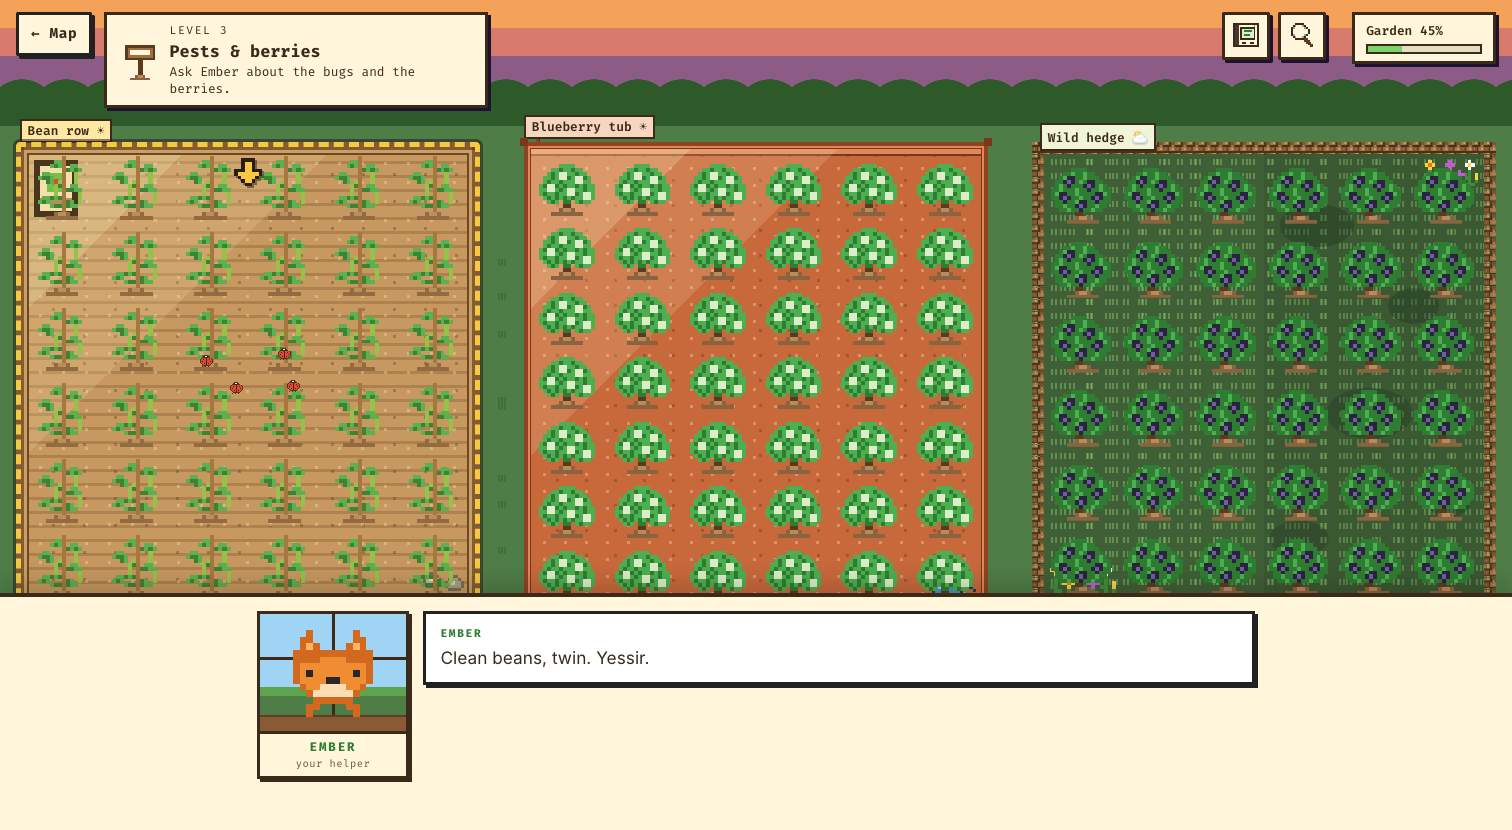 ← Map
LEVEL 3
Pests & berries
Ask Ember about the bugs and the
berries.
Garden 45%
Bean row ☀
Blueberry tub ☀
Wild hedge ⛅
EMBER
Clean beans, twin. Yessir.
EMBER
your helper